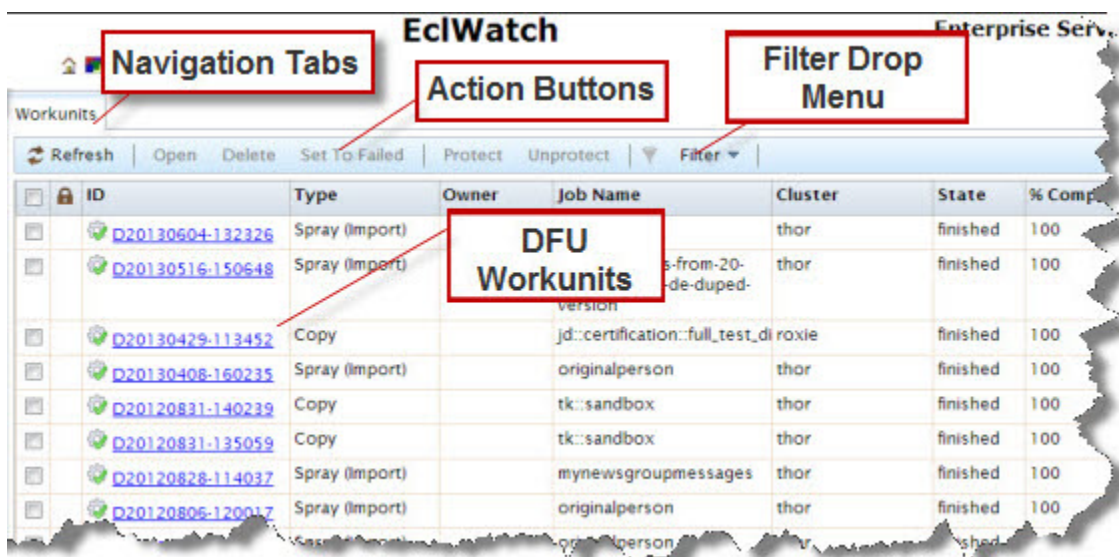 EclWatch
Enterprise Serv
Navigation Tabs
Action Buttons
Filter Drop
Menu
Workunits
Refresh Open Delete Set To Failed Protect Unprotect Filter
ID Type Owner Job Name Cluster State % Comp
D20130604-132326 Spray (Import) thor finished 100
DFU
Workunits
D20130516-150648 Spray (Import) s-from-20- thor finished 100
-de-duped-
version
D20130429-113452 Copy jd::certification::full_test_di roxie finished 100
D20130408-160235 Spray (Import) originalperson thor finished 100
D20120831-140239 Copy tk::sandbox thor finished 100
D20120831-135059 Copy tk::sandbox thor finished 100
D20120828-114037 Spray (Import) mynewsgroupmessages thor finished 100
D20120806-120017 Spray (Import) originalperson thor finished 100